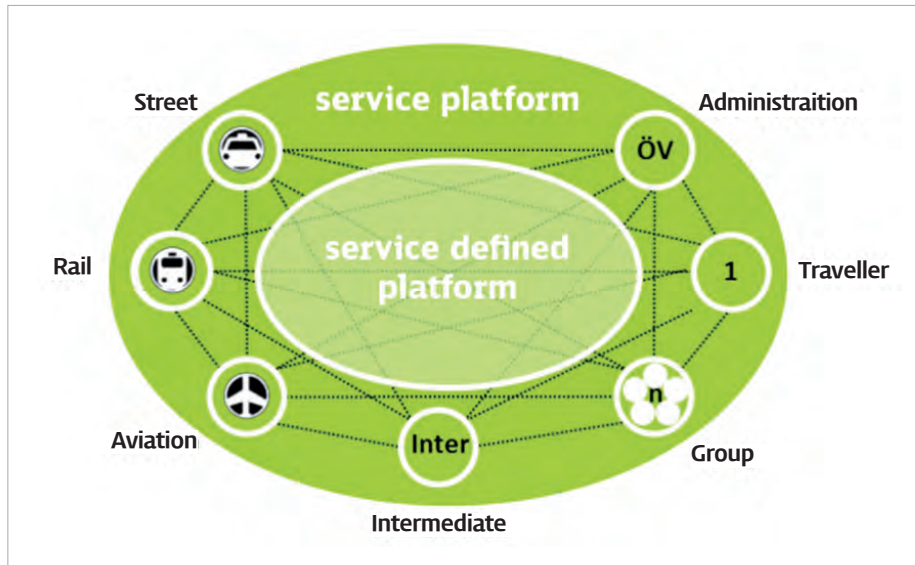 Street
service platform
Administraition
ÖV
Rail
service defined
platform
1
Traveller
n
Aviation
Inter
Group
Intermediate